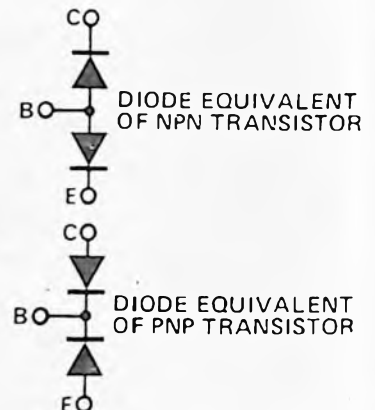 C
B
DIODE EQUIVALENT
OF NPN TRANSISTOR
E
C
B
DIODE EQUIVALENT
OF PNP TRANSISTOR
E